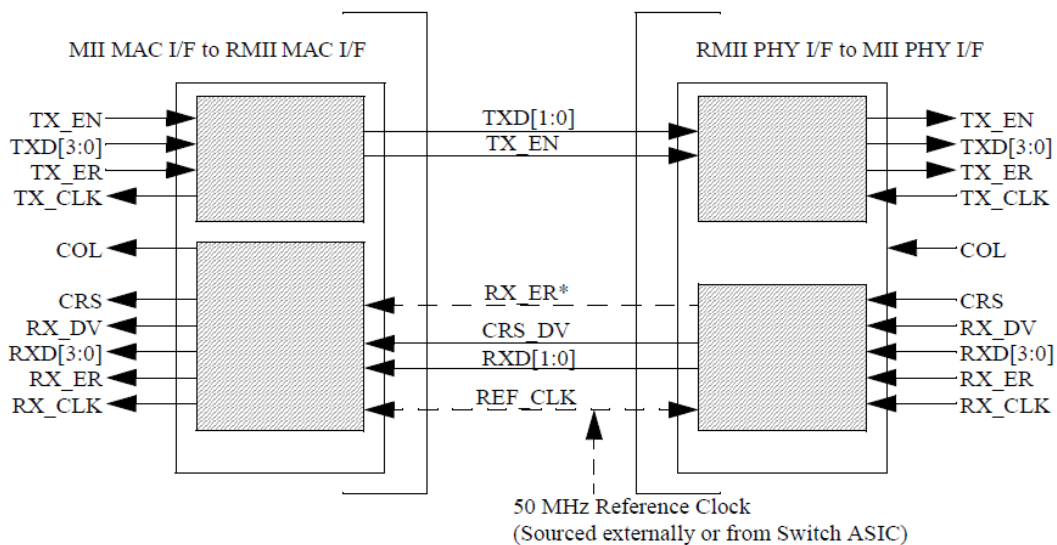 MII MAC I/F to RMII MAC I/F
RMII PHY I/F to MII PHY I/F
TX_EN
TXD[3:0]
TX_ER
TX_CLK
COL
CRS
RX_DV
RXD[3:0]
RX_ER
RX_CLK
TXD[1:0]
TX_EN
RX_ER*
CRS_DV
RXD[1:0]
REF_CLK
TX_EN
TXD[3:0]
TX_ER
TX_CLK
COL
CRS
RX_DV
RXD[3:0]
RX_ER
RX_CLK
50 MHz Reference Clock
(Sourced externally or from Switch ASIC)